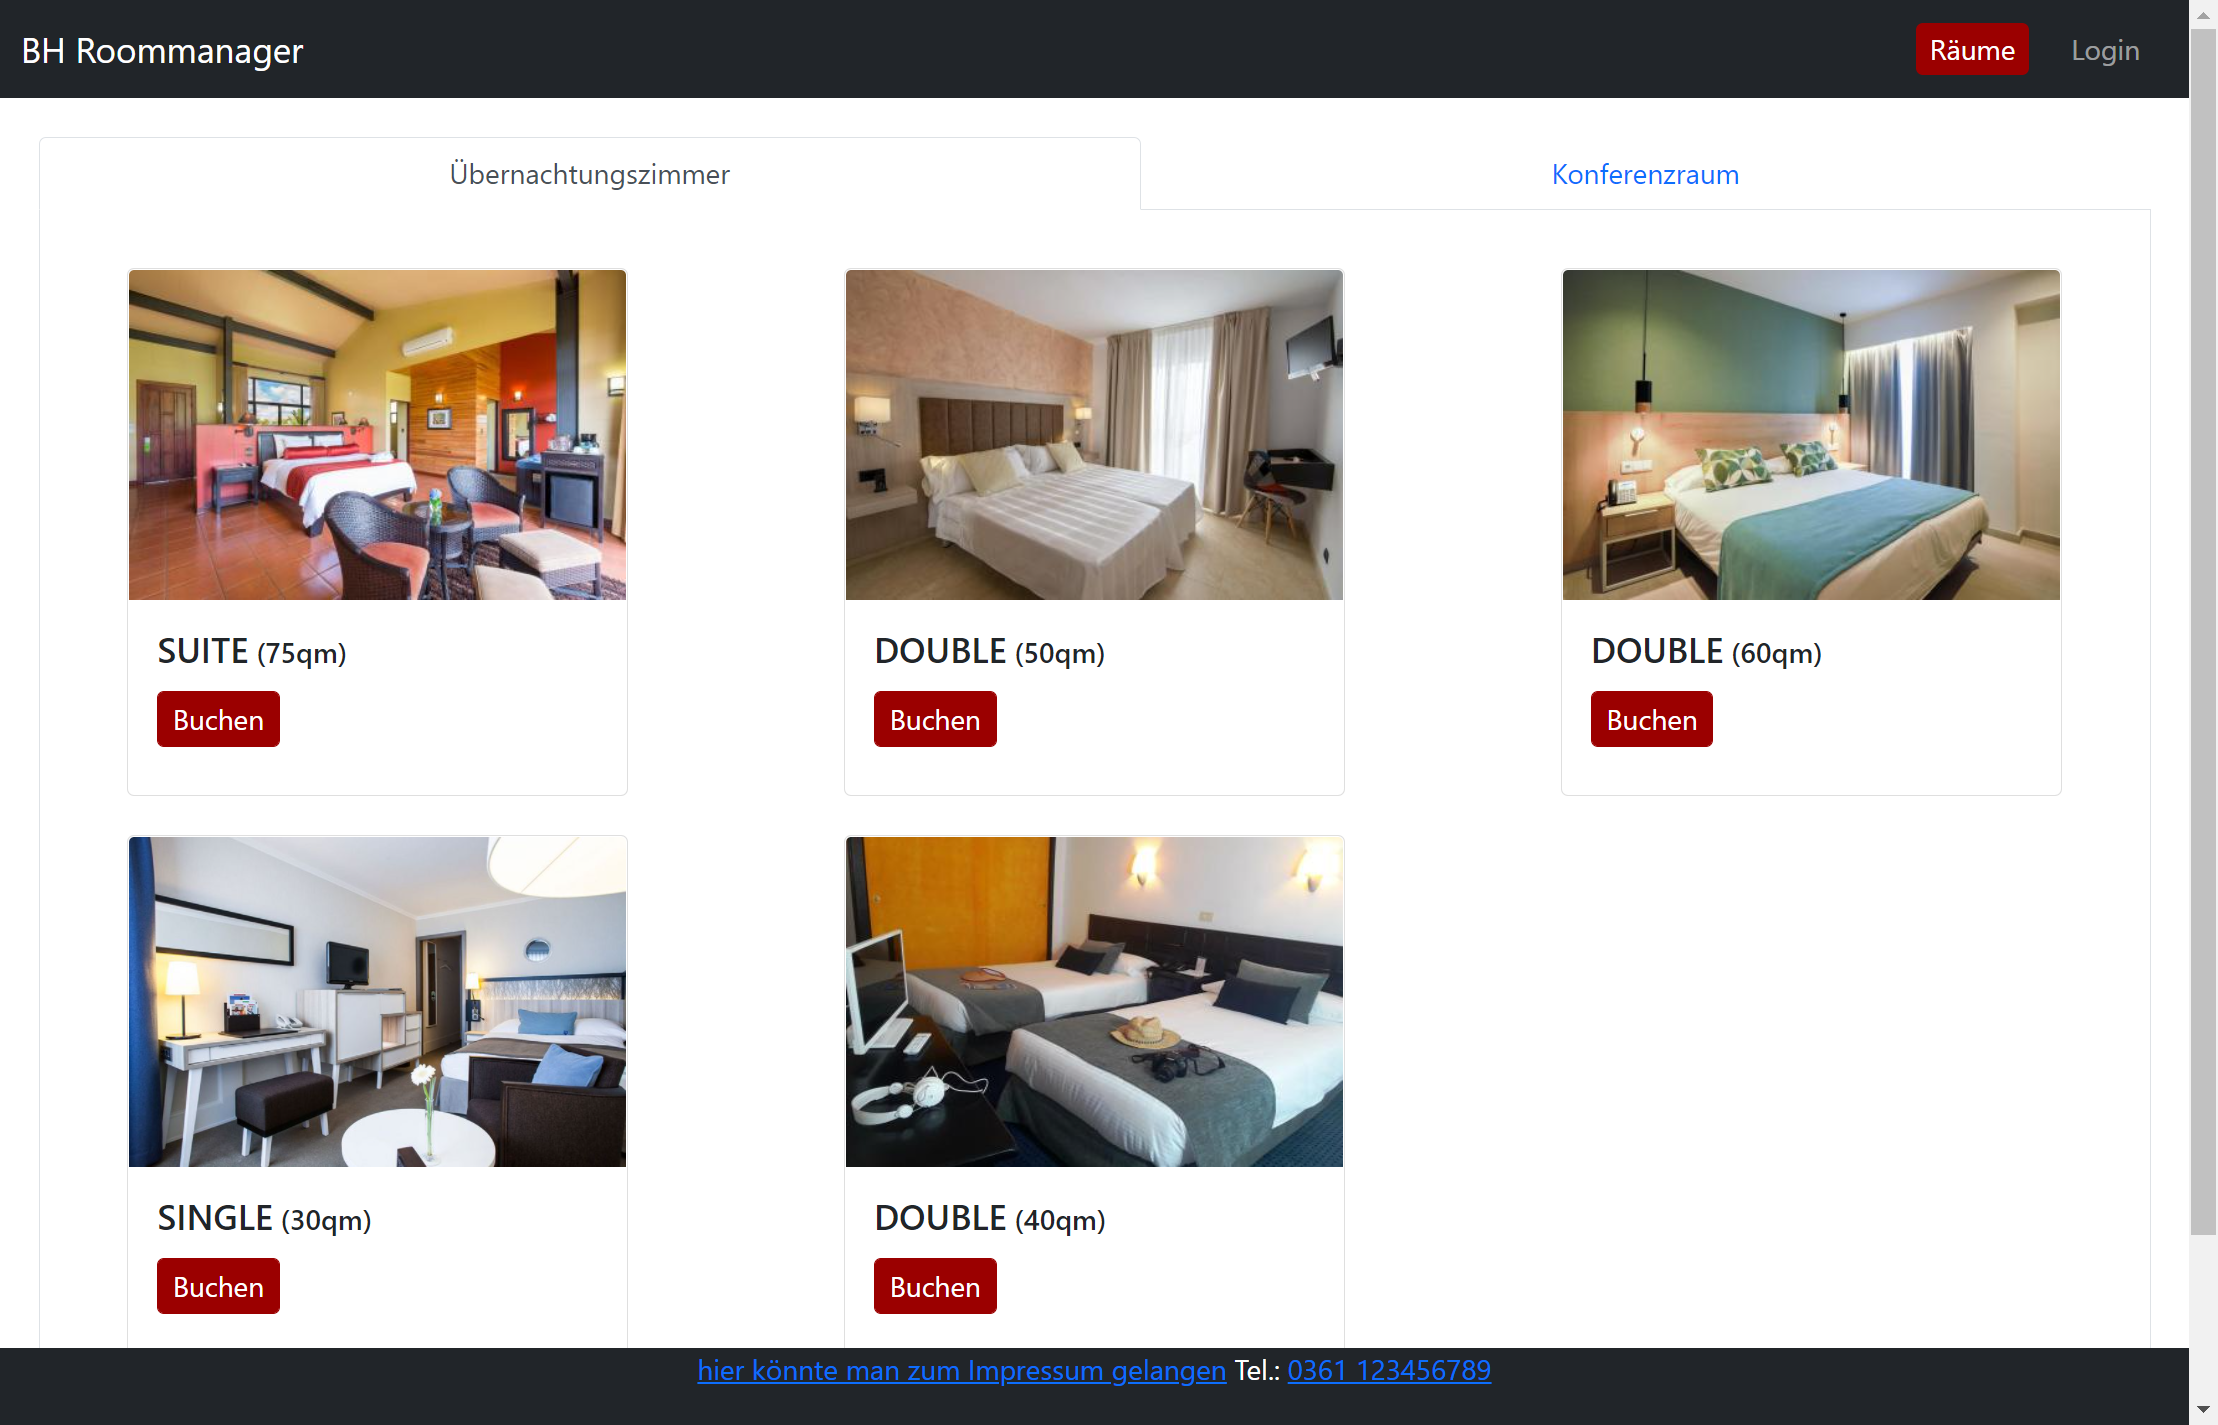 BH Roommanager
Räume
Login
Übernachtungszimmer
Konferenzraum
SUITE (75qm)
Buchen
DOUBLE (50qm)
Buchen
DOUBLE (60qm)
Buchen
SINGLE (30qm)
Buchen
DOUBLE (40qm)
Buchen
hier könnte man zum Impressum gelangen Tel.: 0361 123456789